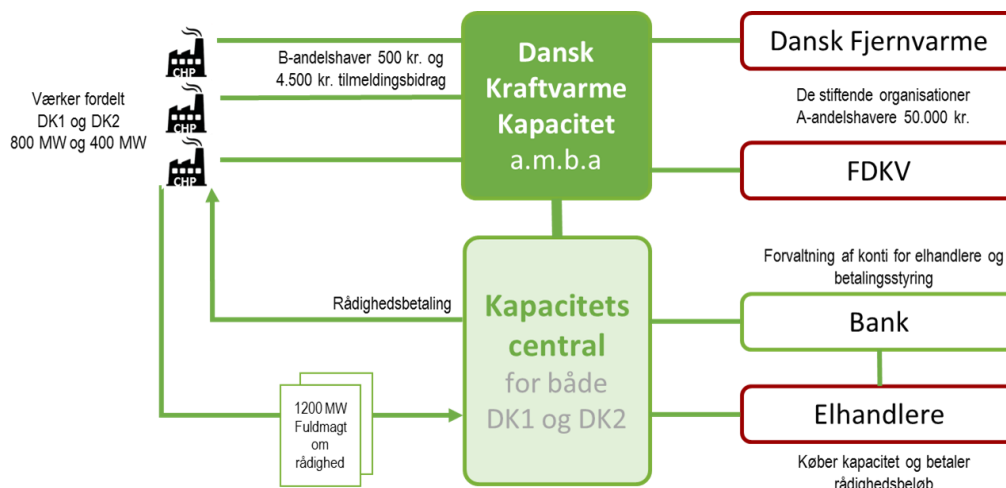 CHP
CHP
CHP
Værker fordelt
DK1 og DK2
800 MW og 400 MW
B-andelshaver 500 kr. og
4.500 kr. tilmeldingsbidrag
Dansk
Kraftvarme
Kapacitet
a.m.b.a
Dansk Fjernvarme
De stiftende organisationer
A-andelshavere 50.000 kr.
FDKV
Rådighedsbetaling
Kapacitets
central
for både
DK1 og DK2
Forvaltning af konti for elhandlere og
betalingsstyring
Bank
1200 MW
Fuldmagt
om
rådighed
Elhandlere
Køber kapacitet og betaler
rådighedsbeløb